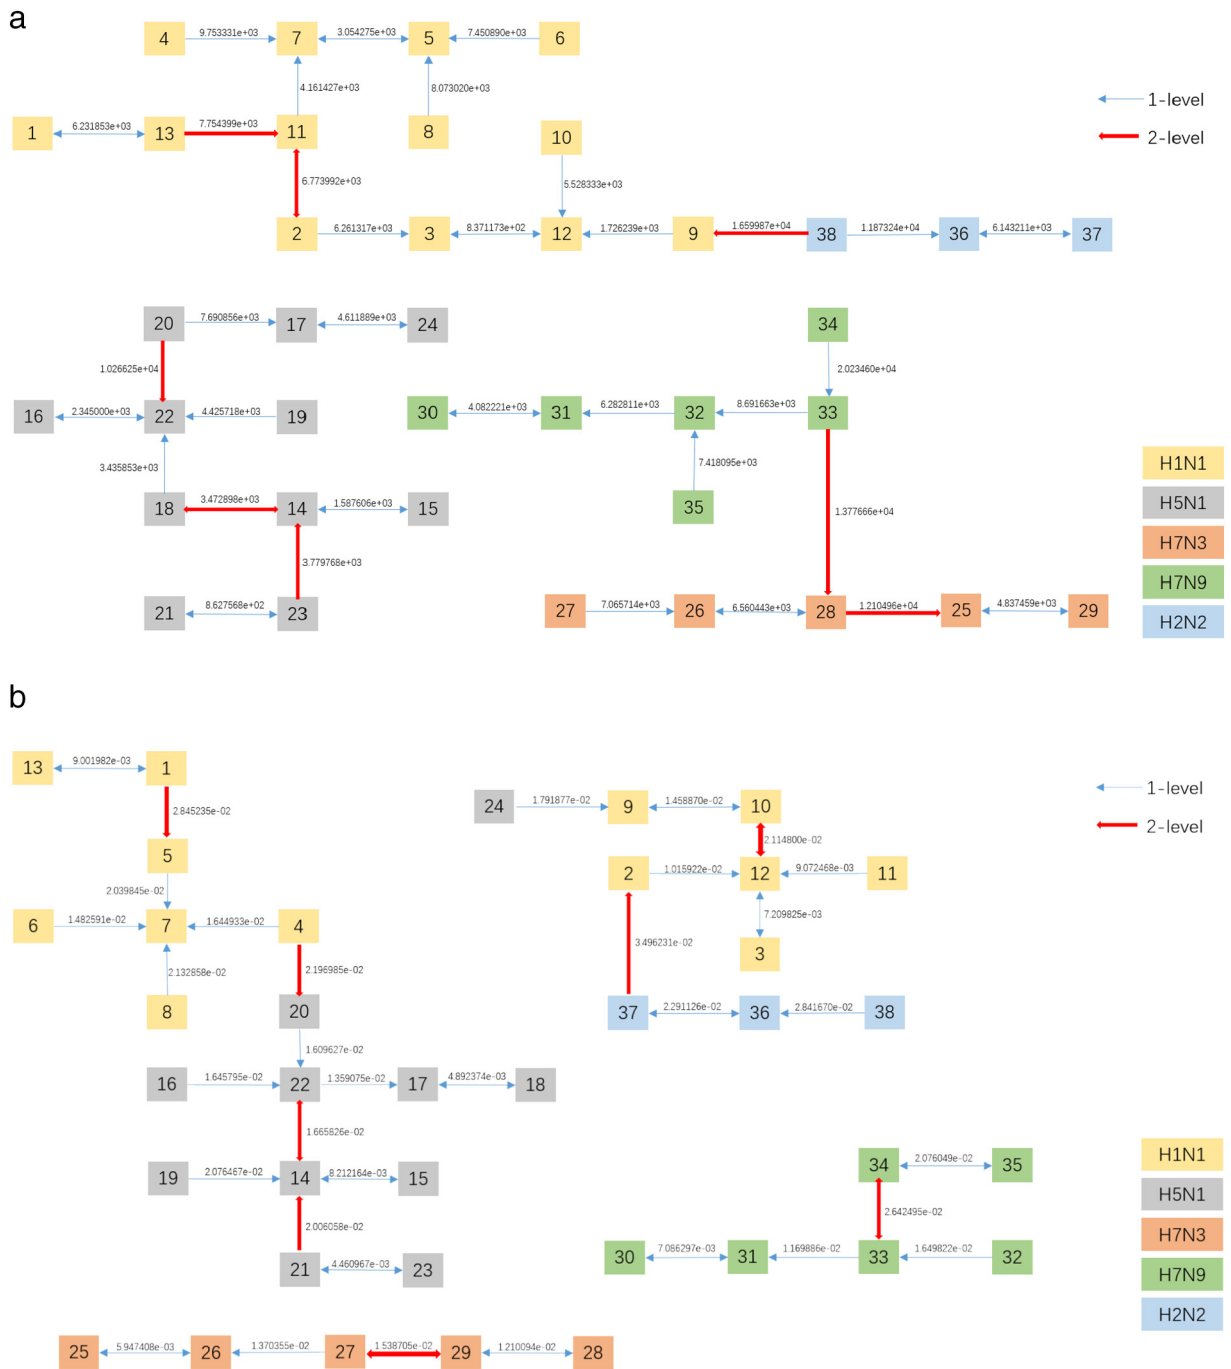 a
4 9.753331e+03 7 3.054275e+03 5 7.450890e+03 6
4.161427e+03 8.073020e+03
1-level
1 6.231853e+03 13 7.754399e+03 11 8 10
2-level
6.773992e+03 5.528333e+03
2 6.261317e+03 3 8.371173e+02 12 1.726239e+03 9 1.659987e+04 38 1.187324e+04 36 6.143211e+03 37
20 7.690856e+03 17 4.611889e+03 24 34
1.026625e+04 2.023460e+04
16 2.345000e+03 22 4.425718e+03 19 30 4.082221e+03 31 6.282811e+03 32 8.691663e+03 33
3.435853e+03 7.418095e+03
H1N1
18 3.472898e+03 14 1.587606e+03 15 35 1.377666e+04
H5N1
3.779768e+03
H7N3
21 8.627568e+02 23 27 7.065714e+03 26 6.560443e+03 28 1.210496e+04 25 4.837459e+03 29
H7N9
H2N2
b
13 9.001982e-03 1
1-level
2.845235e-02 24 1.791877e-02 9 1.458870e-02 10
2-level
5 2.114800e-02
2.039845e-02 2 1.015922e-02 12 9.072468e-03 11
6 1.482591e-02 7 1.644933e-02 4 7.209825e-03
2.132858e-02 2.196985e-02 3.496231e-02 3
8 20 37 2.291126e-02 36 2.841670e-02 38
1.609627e-02
16 1.645795e-02 22 1.359075e-02 17 4.892374e-03 18
1.665826e-02
H1N1
19 2.076467e-02 14 8.212164e-03 15 34 2.076049e-02 35
H5N1
2.006058e-02 2.642495e-02
H7N3
21 4.460967e-03 23 30 7.086297e-03 31 1.169886e-02 33 1.649822e-02 32
H7N9
H2N2
25 5.947408e-03 26 1.370355e-02 27 1.538705e-02 29 1.210094e-02 28